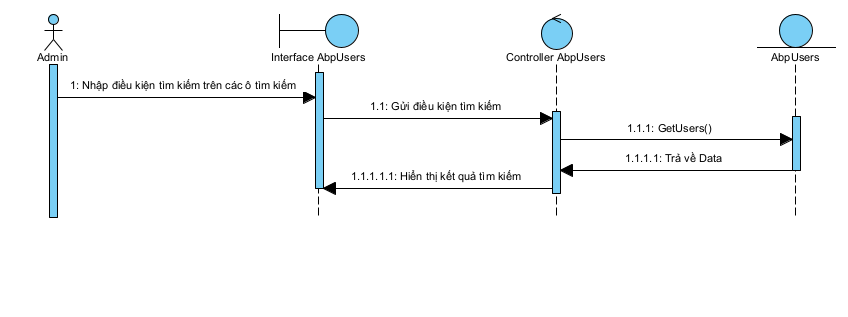 Admin
Interface AbpUsers
Controller AbpUsers
AbpUsers
1: Nhập điều kiện tìm kiếm trên các ô tìm kiếm
1.1: Gửi điều kiện tìm kiếm
1.1.1: GetUsers()
1.1.1.1: Trả về Data
1.1.1.1.1: Hiển thị kết quả tìm kiếm